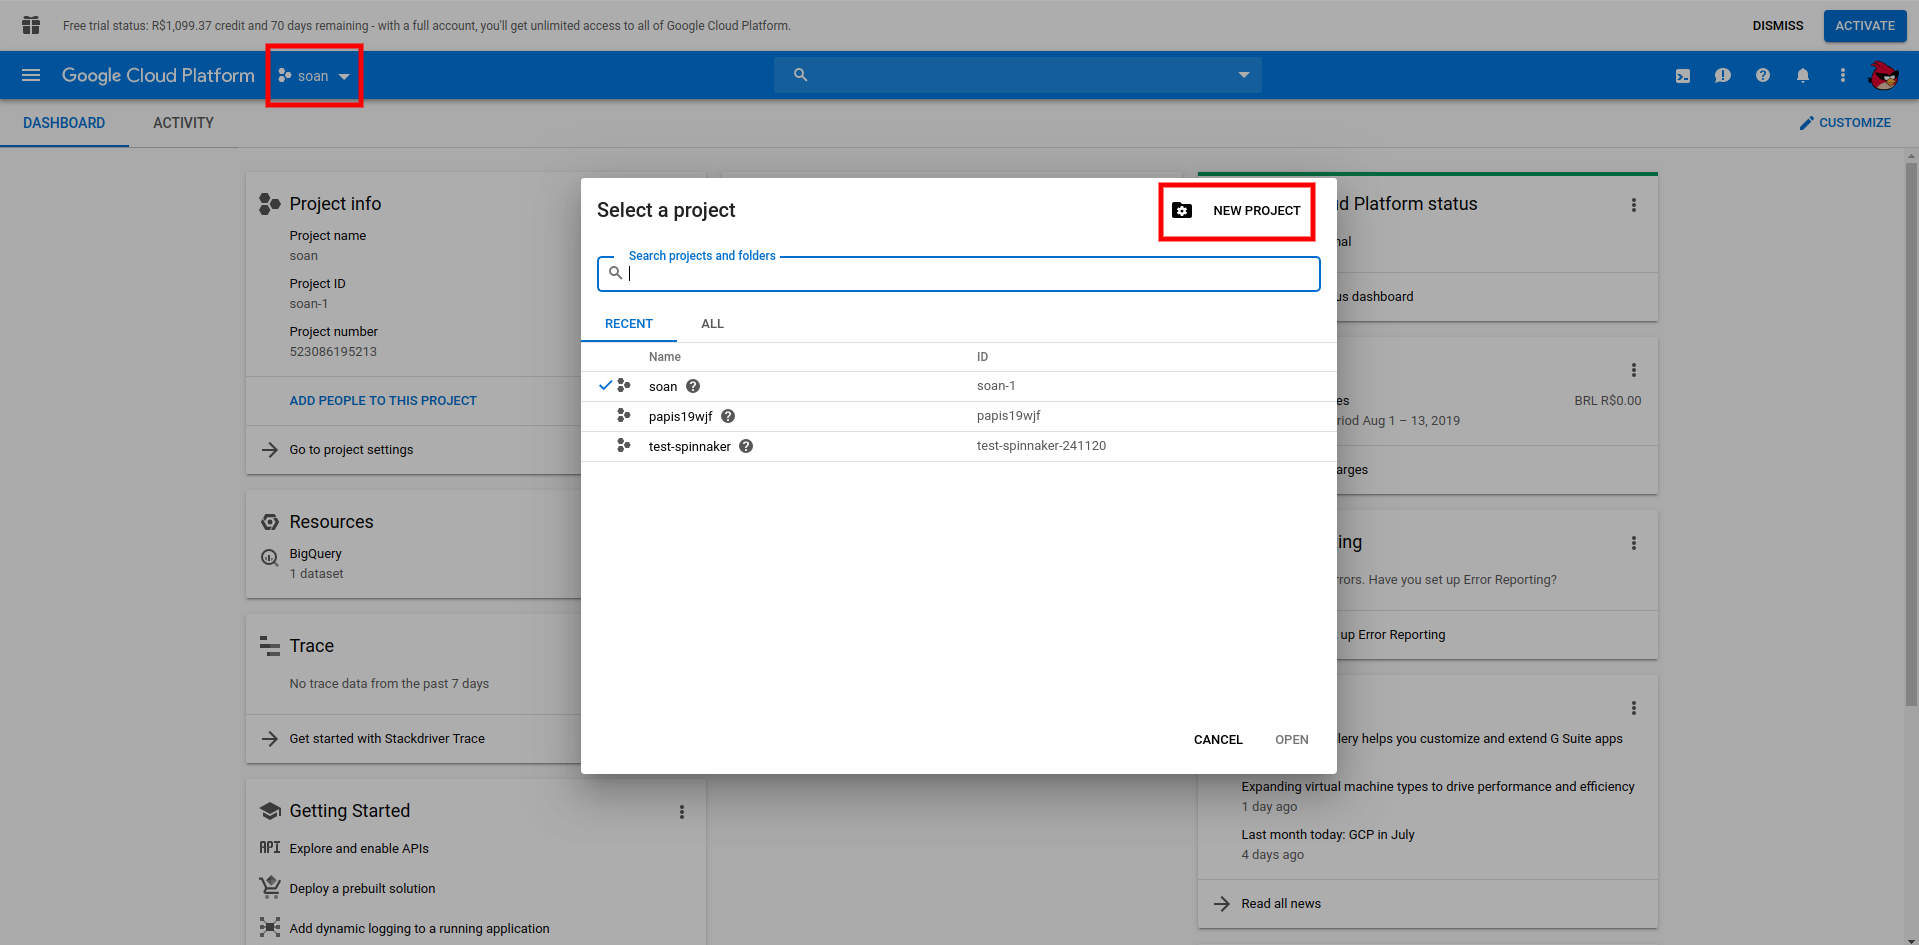 Free trial status: R$1,099.37 credit and 70 days remaining - with a full account, you'll get unlimited access to all of Google Cloud Platform.
DISMISS
ACTIVATE
Google Cloud Platform
soan
DASHBOARD
ACTIVITY
CUSTOMIZE
Project info
Project name
soan
Project ID
soan-1
Project number
523086195213
ADD PEOPLE TO THIS PROJECT
Go to project settings
Resources
BigQuery
1 dataset
Trace
No trace data from the past 7 days
Get started with Stackdriver Trace
Getting Started
API Explore and enable APIs
Deploy a prebuilt solution
Add dynamic logging to a running application
Select a project
NEW PROJECT
Search projects and folders
RECENT
ALL
Name ID
soan soan-1
papis19wjf papis19wjf
test-spinnaker test-spinnaker-241120
CANCEL
OPEN
d Platform status
nal
us dashboard
es BRL R$0.00
riod Aug 1 – 13, 2019
arges
ing
rors. Have you set up Error Reporting?
up Error Reporting
lery helps you customize and extend G Suite apps
Expanding virtual machine types to drive performance and efficiency
1 day ago
Last month today: GCP in July
4 days ago
Read all news